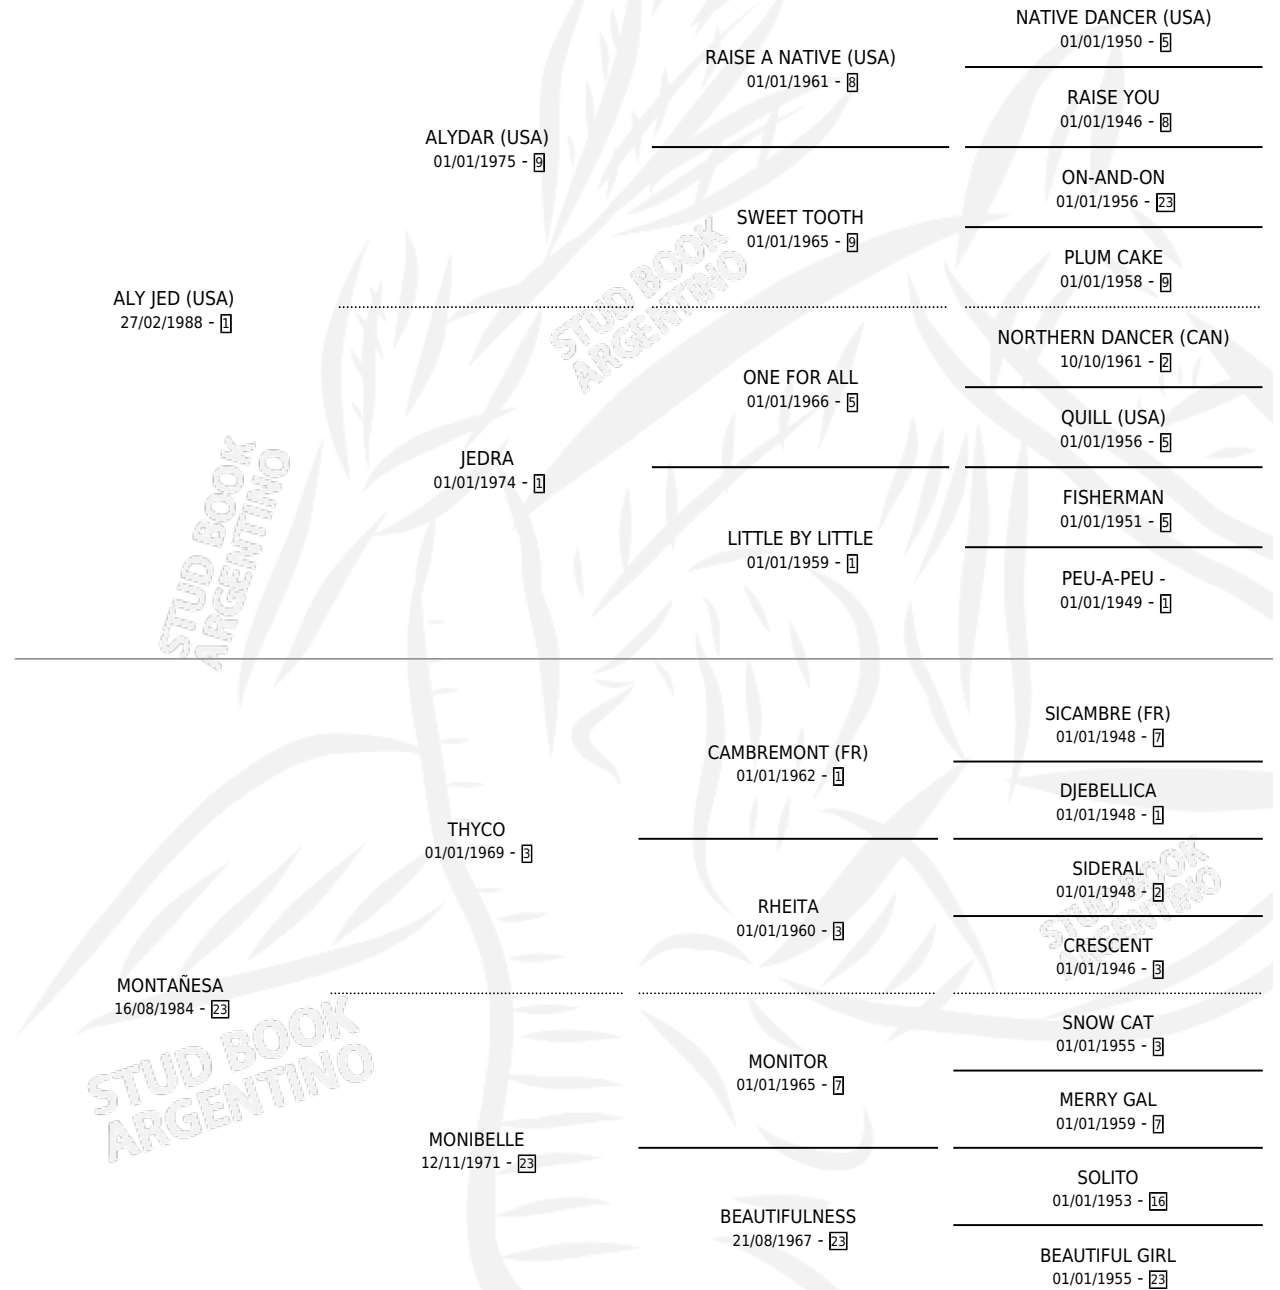 NATIVE DANCER (USA)
01/01/1950 - 5
RAISE A NATIVE (USA)
01/01/1961 - 8
RAISE YOU
01/01/1946 - 8
ALYDAR (USA)
01/01/1975 - 9
ON-AND-ON
01/01/1956 - 23
SWEET TOOTH
01/01/1965 - 9
PLUM CAKE
01/01/1958 - 9
ALY JED (USA)
27/02/1988 - 1
STUD BOOK
ARGENTINO
NORTHERN DANCER (CAN)
10/10/1961 - 2
ONE FOR ALL
01/01/1966 - 5
QUILL (USA)
01/01/1956 - 5
JEDRA
01/01/1974 - 1
FISHERMAN
01/01/1951 - 5
LITTLE BY LITTLE
01/01/1959 - 1
PEU-A-PEU -
01/01/1949 - 1
STUD BOOK
ARGENTINO
SICAMBRE (FR)
01/01/1948 - 7
CAMBREMONT (FR)
01/01/1962 - 1
DJEBELLICA
01/01/1948 - 1
THYCO
01/01/1969 - 3
SIDERAL
01/01/1948 - 2
RHEITA
01/01/1960 - 3
CRESCENT
01/01/1946 - 3
STUD BOOK
ARGENTINO
MONTAÑESA
16/08/1984 - 23
SNOW CAT
01/01/1955 - 3
MONITOR
01/01/1965 - 7
MERRY GAL
01/01/1959 - 7
STUD BOOK
ARGENTINO
MONIBELLE
12/11/1971 - 23
SOLITO
01/01/1953 - 16
BEAUTIFULNESS
21/08/1967 - 23
BEAUTIFUL GIRL
01/01/1955 - 23